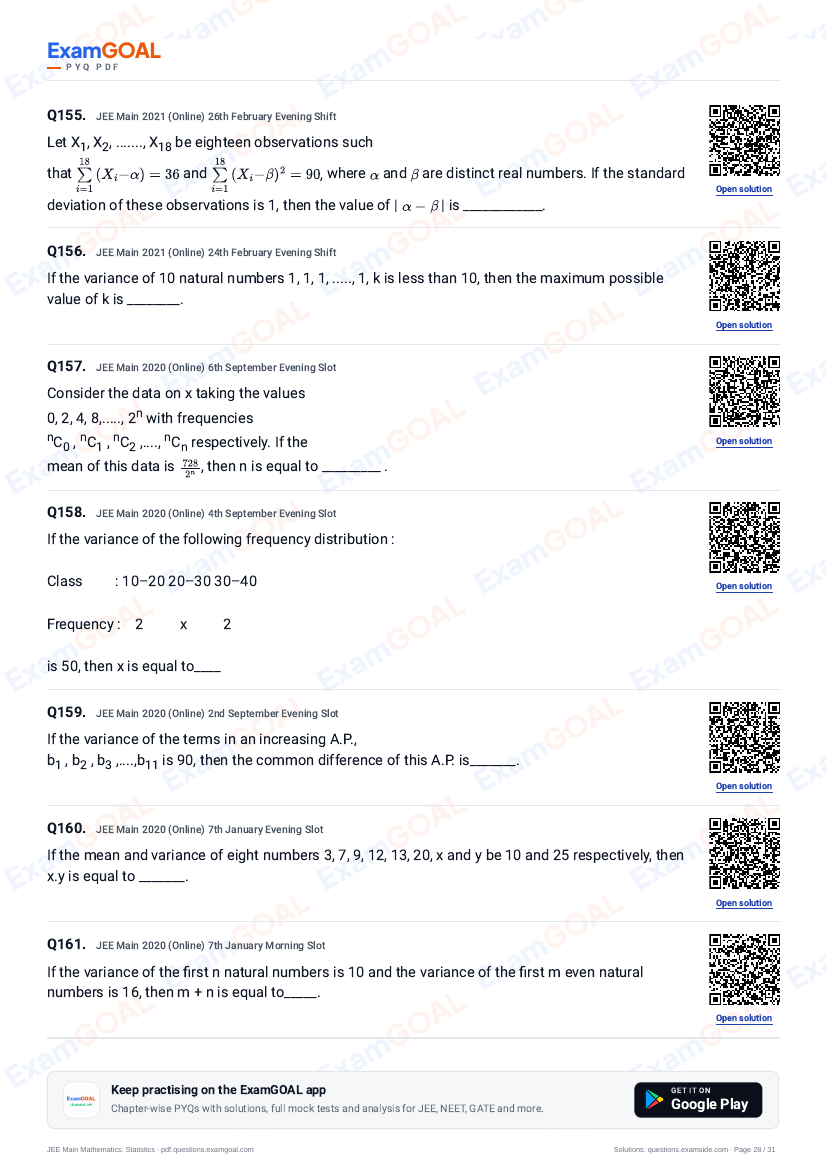 ExamGOAL
PYQ PDF
Q155. JEE Main 2021 (Online) 26th February Evening Shift
Let X₁, X₂, ......., X₁₈ be eighteen observations such
that \sum_{i=1}^{18} (X_i − α) = 36 and \sum_{i=1}^{18} (X_i − β)² = 90, where α and β are distinct real numbers. If the standard
deviation of these observations is 1, then the value of | α − β | is ____________.
Open solution
Q156. JEE Main 2021 (Online) 24th February Evening Shift
If the variance of 10 natural numbers 1, 1, 1, ....., 1, k is less than 10, then the maximum possible
value of k is ________.
Open solution
Q157. JEE Main 2020 (Online) 6th September Evening Slot
Consider the data on x taking the values
0, 2, 4, 8,....., 2ⁿ with frequencies
ⁿC₀ , ⁿC₁ , ⁿC₂ ,...., ⁿCₙ respectively. If the
mean of this data is \frac{728}{2^n}, then n is equal to _________ .
Open solution
Q158. JEE Main 2020 (Online) 4th September Evening Slot
If the variance of the following frequency distribution :
Class : 10–20 20–30 30–40
Frequency : 2 x 2
is 50, then x is equal to____
Open solution
Q159. JEE Main 2020 (Online) 2nd September Evening Slot
If the variance of the terms in an increasing A.P.,
b₁ , b₂ , b₃ ,....,b₁₁ is 90, then the common difference of this A.P. is_______.
Open solution
Q160. JEE Main 2020 (Online) 7th January Evening Slot
If the mean and variance of eight numbers 3, 7, 9, 12, 13, 20, x and y be 10 and 25 respectively, then
x.y is equal to _______.
Open solution
Q161. JEE Main 2020 (Online) 7th January Morning Slot
If the variance of the first n natural numbers is 10 and the variance of the first m even natural
numbers is 16, then m + n is equal to_____.
Open solution
ExamGOAL
Keep practising on the ExamGOAL app
Chapter-wise PYQs with solutions, full mock tests and analysis for JEE, NEET, GATE and more.
GET IT ON
Google Play
JEE Main Mathematics: Statistics · pdf.questions.examgoal.com
Solutions: questions.examside.com · Page 28 / 31